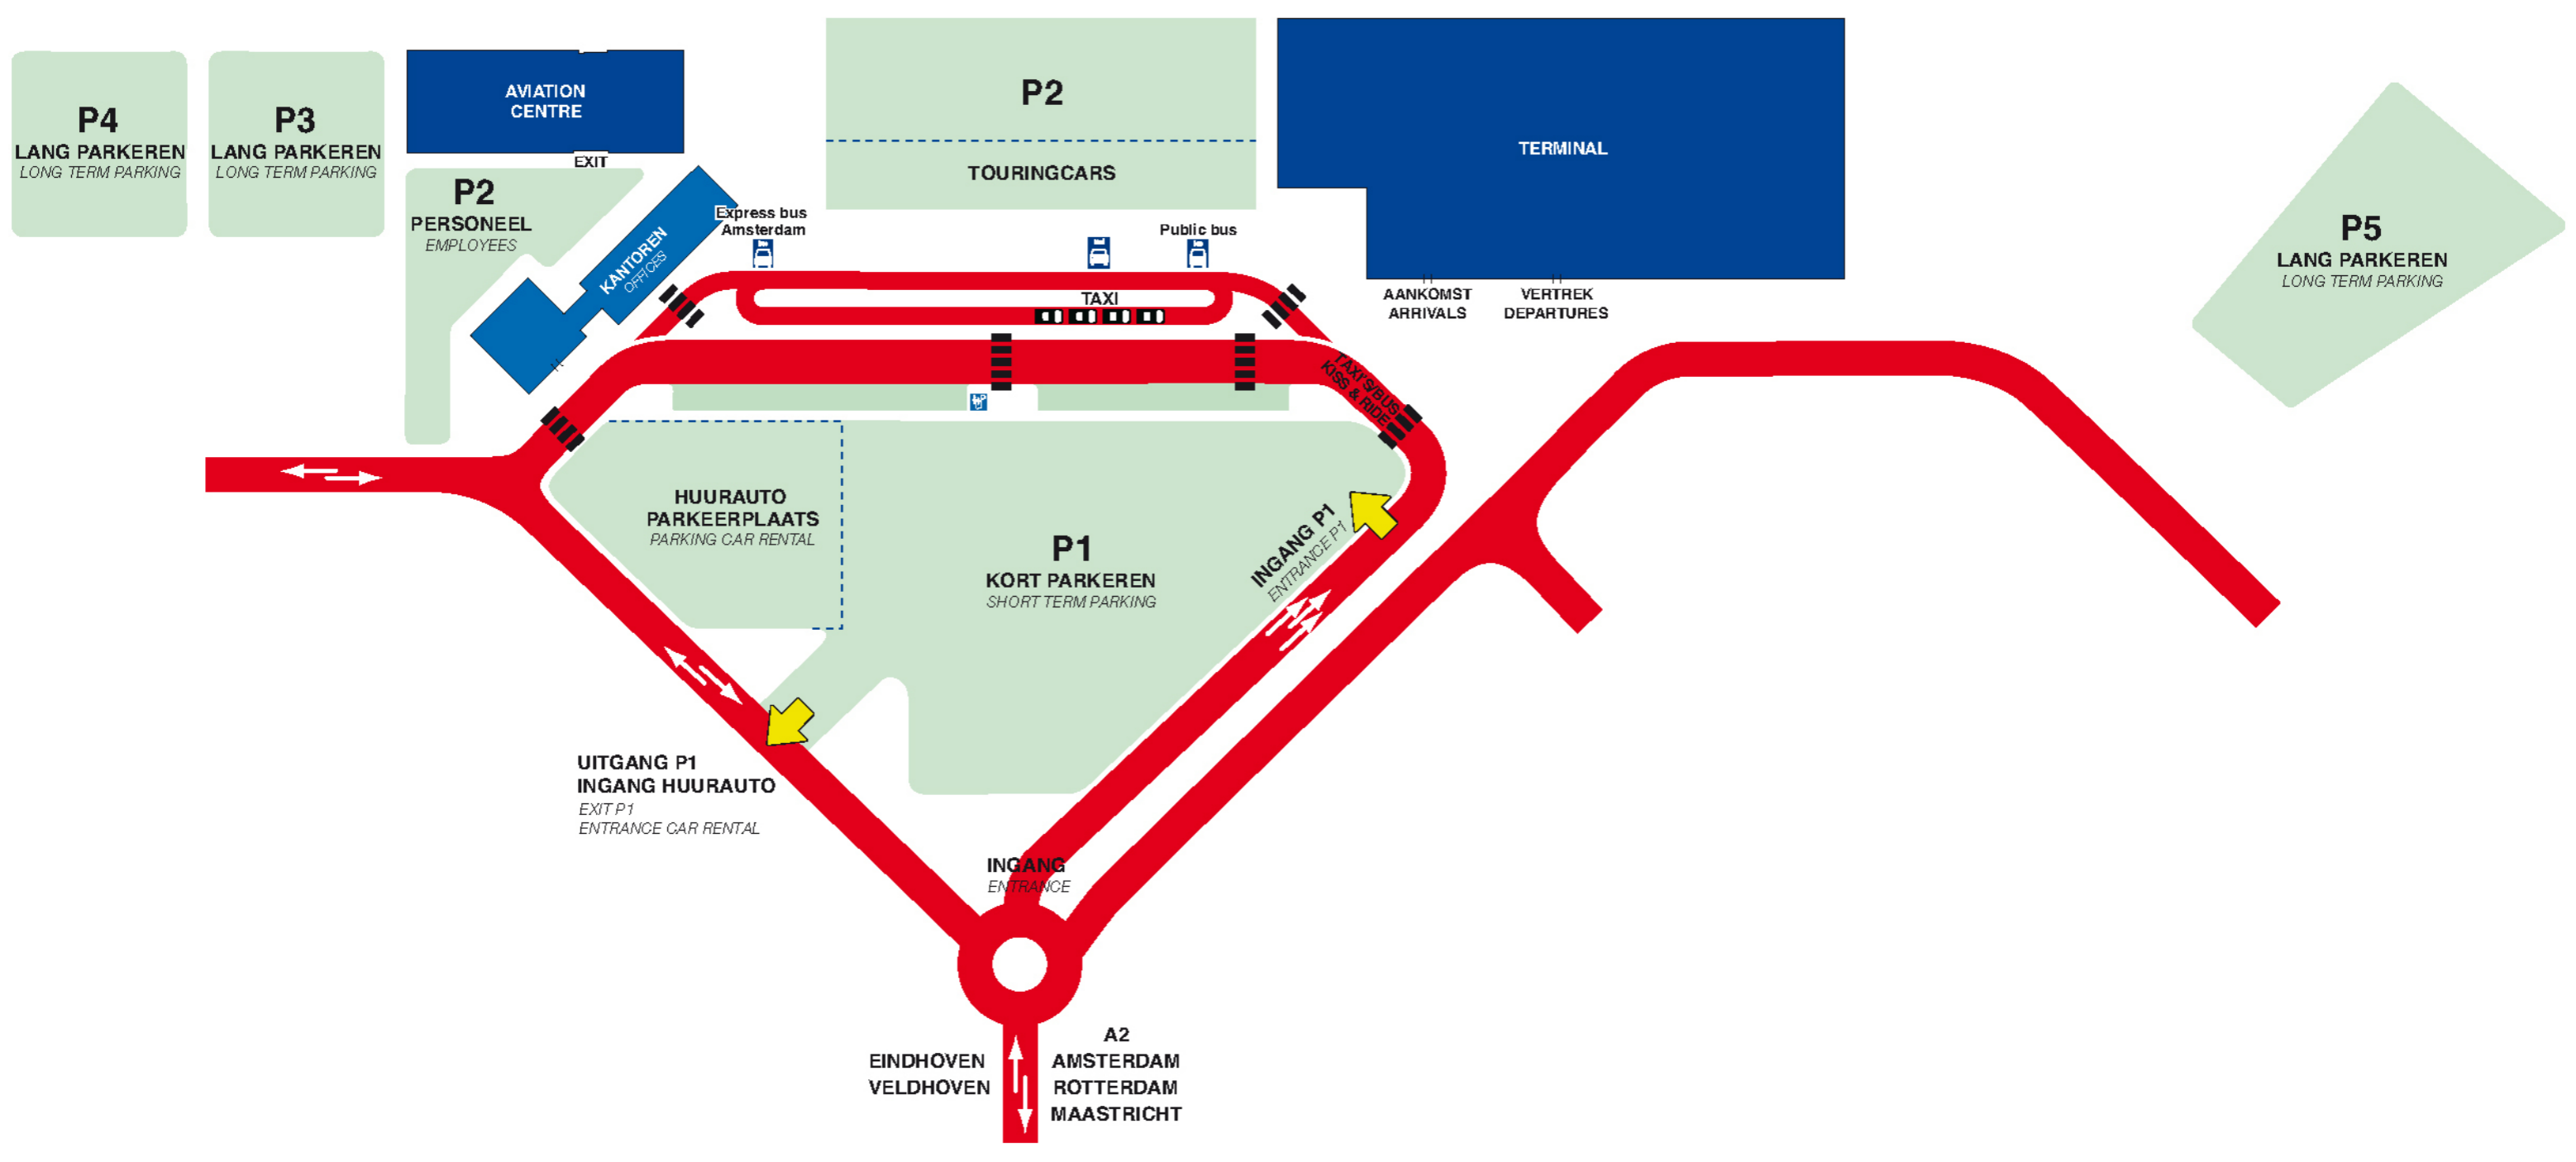 P4
LANG PARKEREN
LONG TERM PARKING
P3
LANG PARKEREN
LONG TERM PARKING
AVIATION
CENTRE
EXIT
P2
PERSONEEL
EMPLOYEES
KANTOREN
OFFICES
P2
TOURINGCARS
TERMINAL
AANKOMST
ARRIVALS
VERTREK
DEPARTURES
P5
LANG PARKEREN
LONG TERM PARKING
Express bus
Amsterdam
Public bus
TAXI
TAXI'S/BUS
KISS & RIDE
HUURAUTO
PARKEERPLAATS
PARKING CAR RENTAL
P1
KORT PARKEREN
SHORT TERM PARKING
INGANG P1
ENTRANCE P1
UITGANG P1
INGANG HUURAUTO
EXIT P1
ENTRANCE CAR RENTAL
INGANG
ENTRANCE
EINDHOVEN
VELDHOVEN
A2
AMSTERDAM
ROTTERDAM
MAASTRICHT